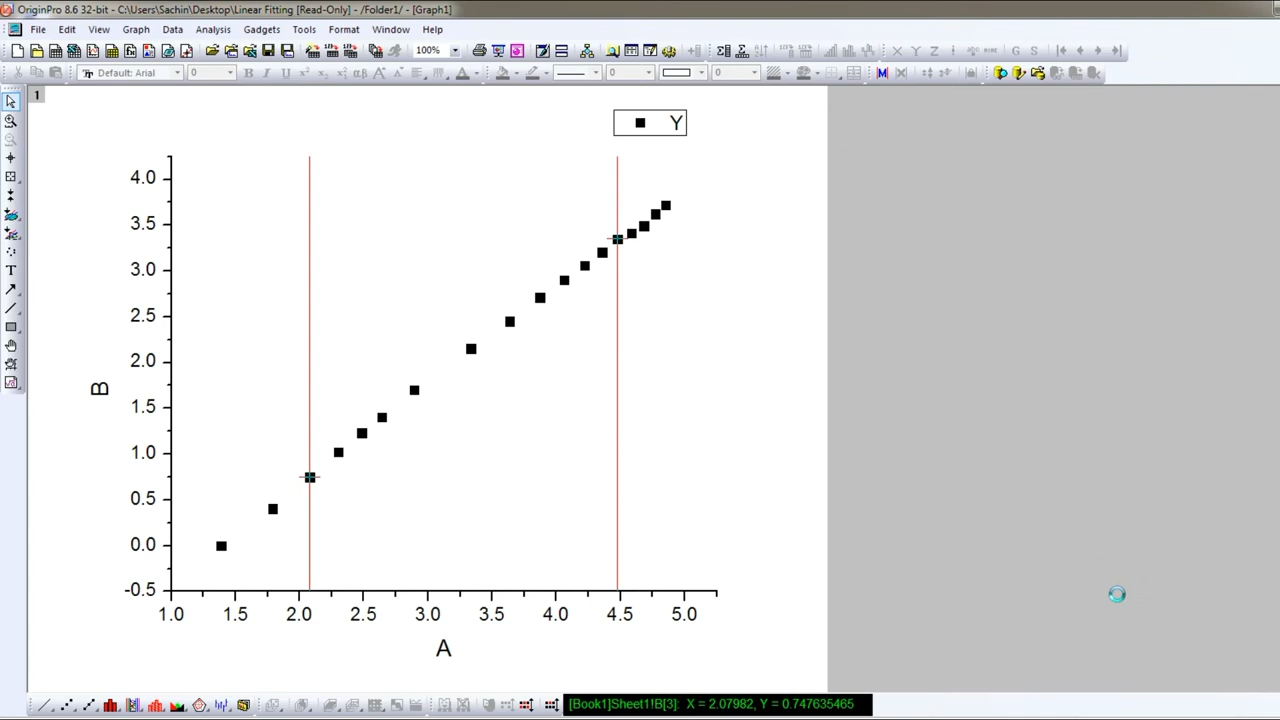 OriginPro 8.6 32-bit - C:\Users\Sachin\Desktop\Linear Fitting [Read-Only] - /Folder1/ - [Graph1]
File Edit View Graph Data Analysis Gadgets Tools Format Window Help
100%
Default: Arial 0 B I U 0 0
1
Y
4.0
3.5
3.0
2.5
2.0
1.5
1.0
0.5
0.0
-0.5
B
1.0 1.5 2.0 2.5 3.0 3.5 4.0 4.5 5.0
A
[Book1]Sheet1!B[3]: X = 2.07982, Y = 0.747635465